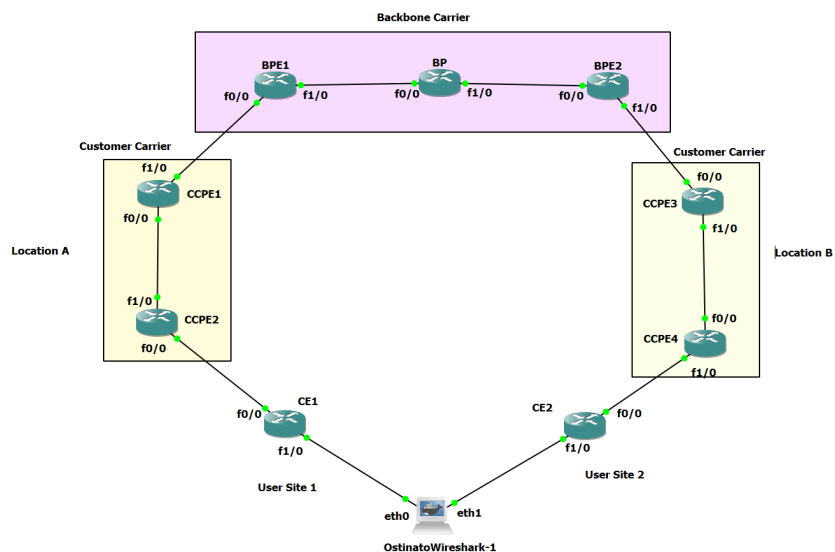 Backbone Carrier
BPE1
BP
BPE2
f0/0
f1/0
f0/0
f1/0
f0/0
f1/0
Customer Carrier
Customer Carrier
f1/0
CCPE1
f0/0
f0/0
CCPE3
f1/0
Location A
Location B
f1/0
CCPE2
f0/0
f0/0
CCPE4
f1/0
CE1
f0/0
f1/0
CE2
f0/0
f1/0
User Site 1
User Site 2
eth0
eth1
OstinatoWireshark-1